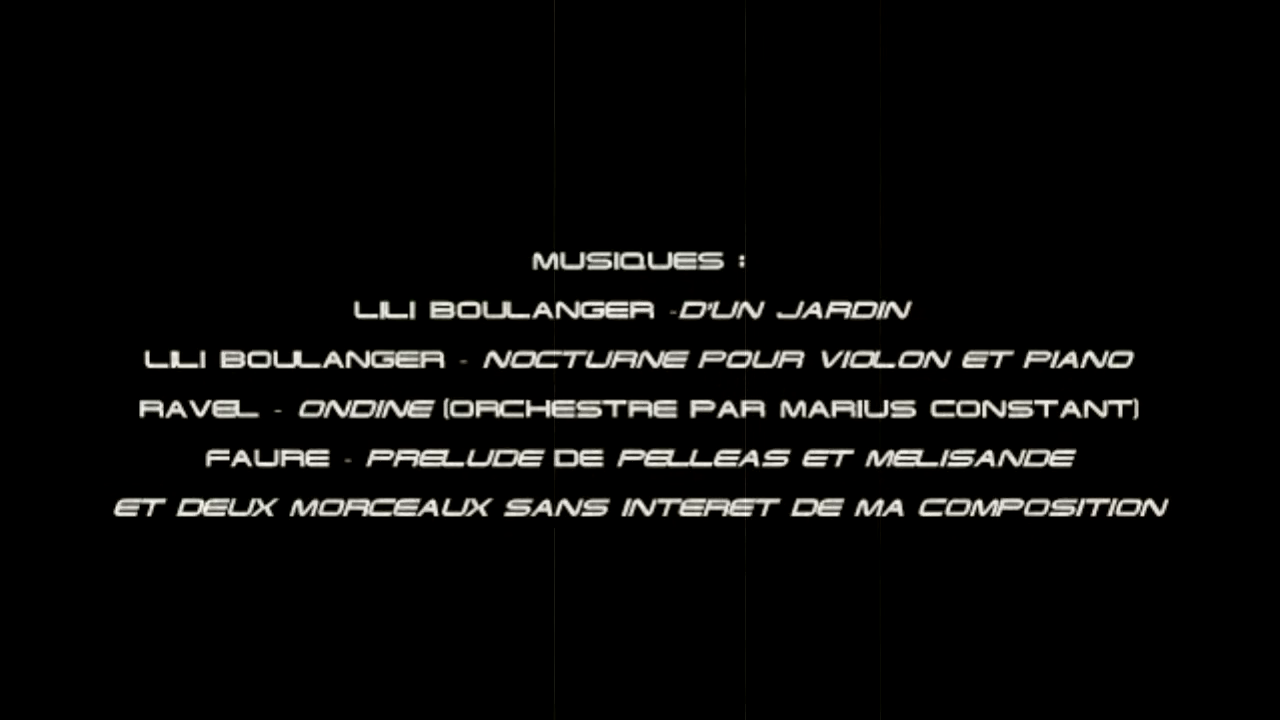 MUSIQUES :
LILI BOULANGER -D'UN JARDIN
LILI BOULANGER - NOCTURNE POUR VIOLON ET PIANO
RAVEL - ONDINE (ORCHESTRE PAR MARIUS CONSTANT)
FAURE - PRELUDE DE PELLEAS ET MELISANDE
ET DEUX MORCEAUX SANS INTERET DE MA COMPOSITION